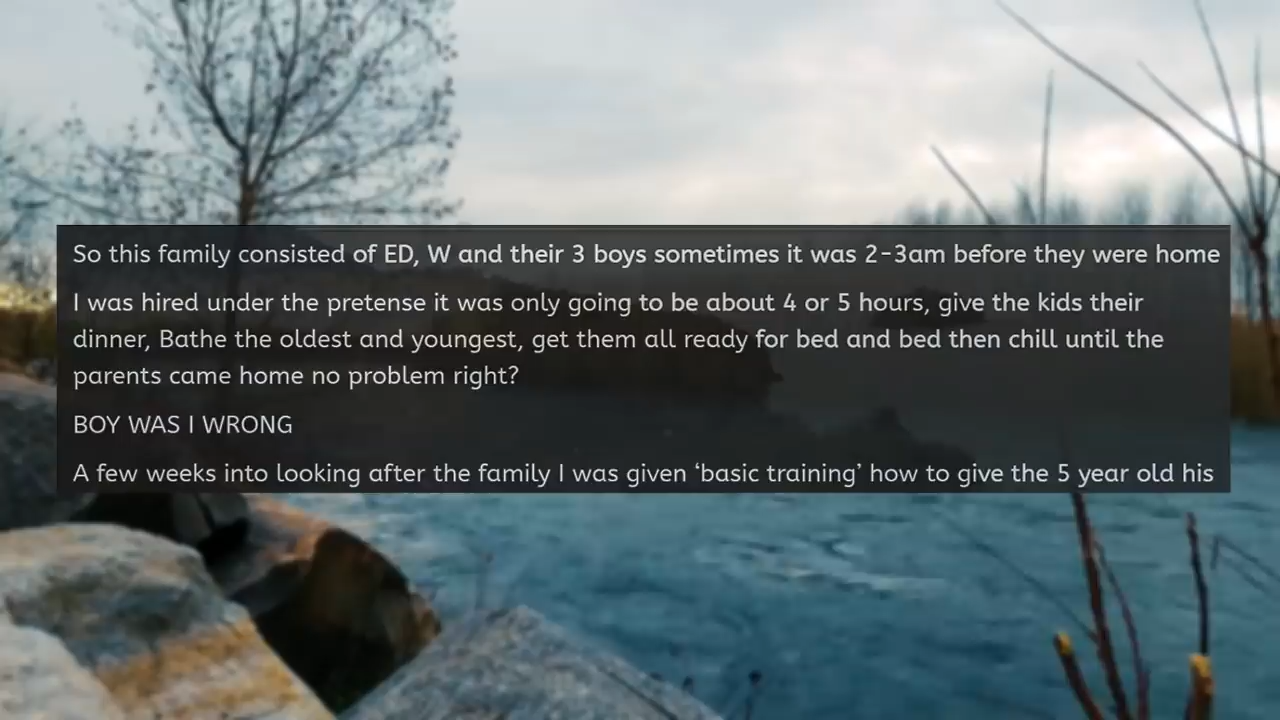 So this family consisted of ED, W and their 3 boys sometimes it was 2-3am before they were home
I was hired under the pretense it was only going to be about 4 or 5 hours, give the kids their
dinner, Bathe the oldest and youngest, get them all ready for bed and bed then chill until the
parents came home no problem right?
BOY WAS I WRONG
A few weeks into looking after the family I was given ‘basic training’ how to give the 5 year old his